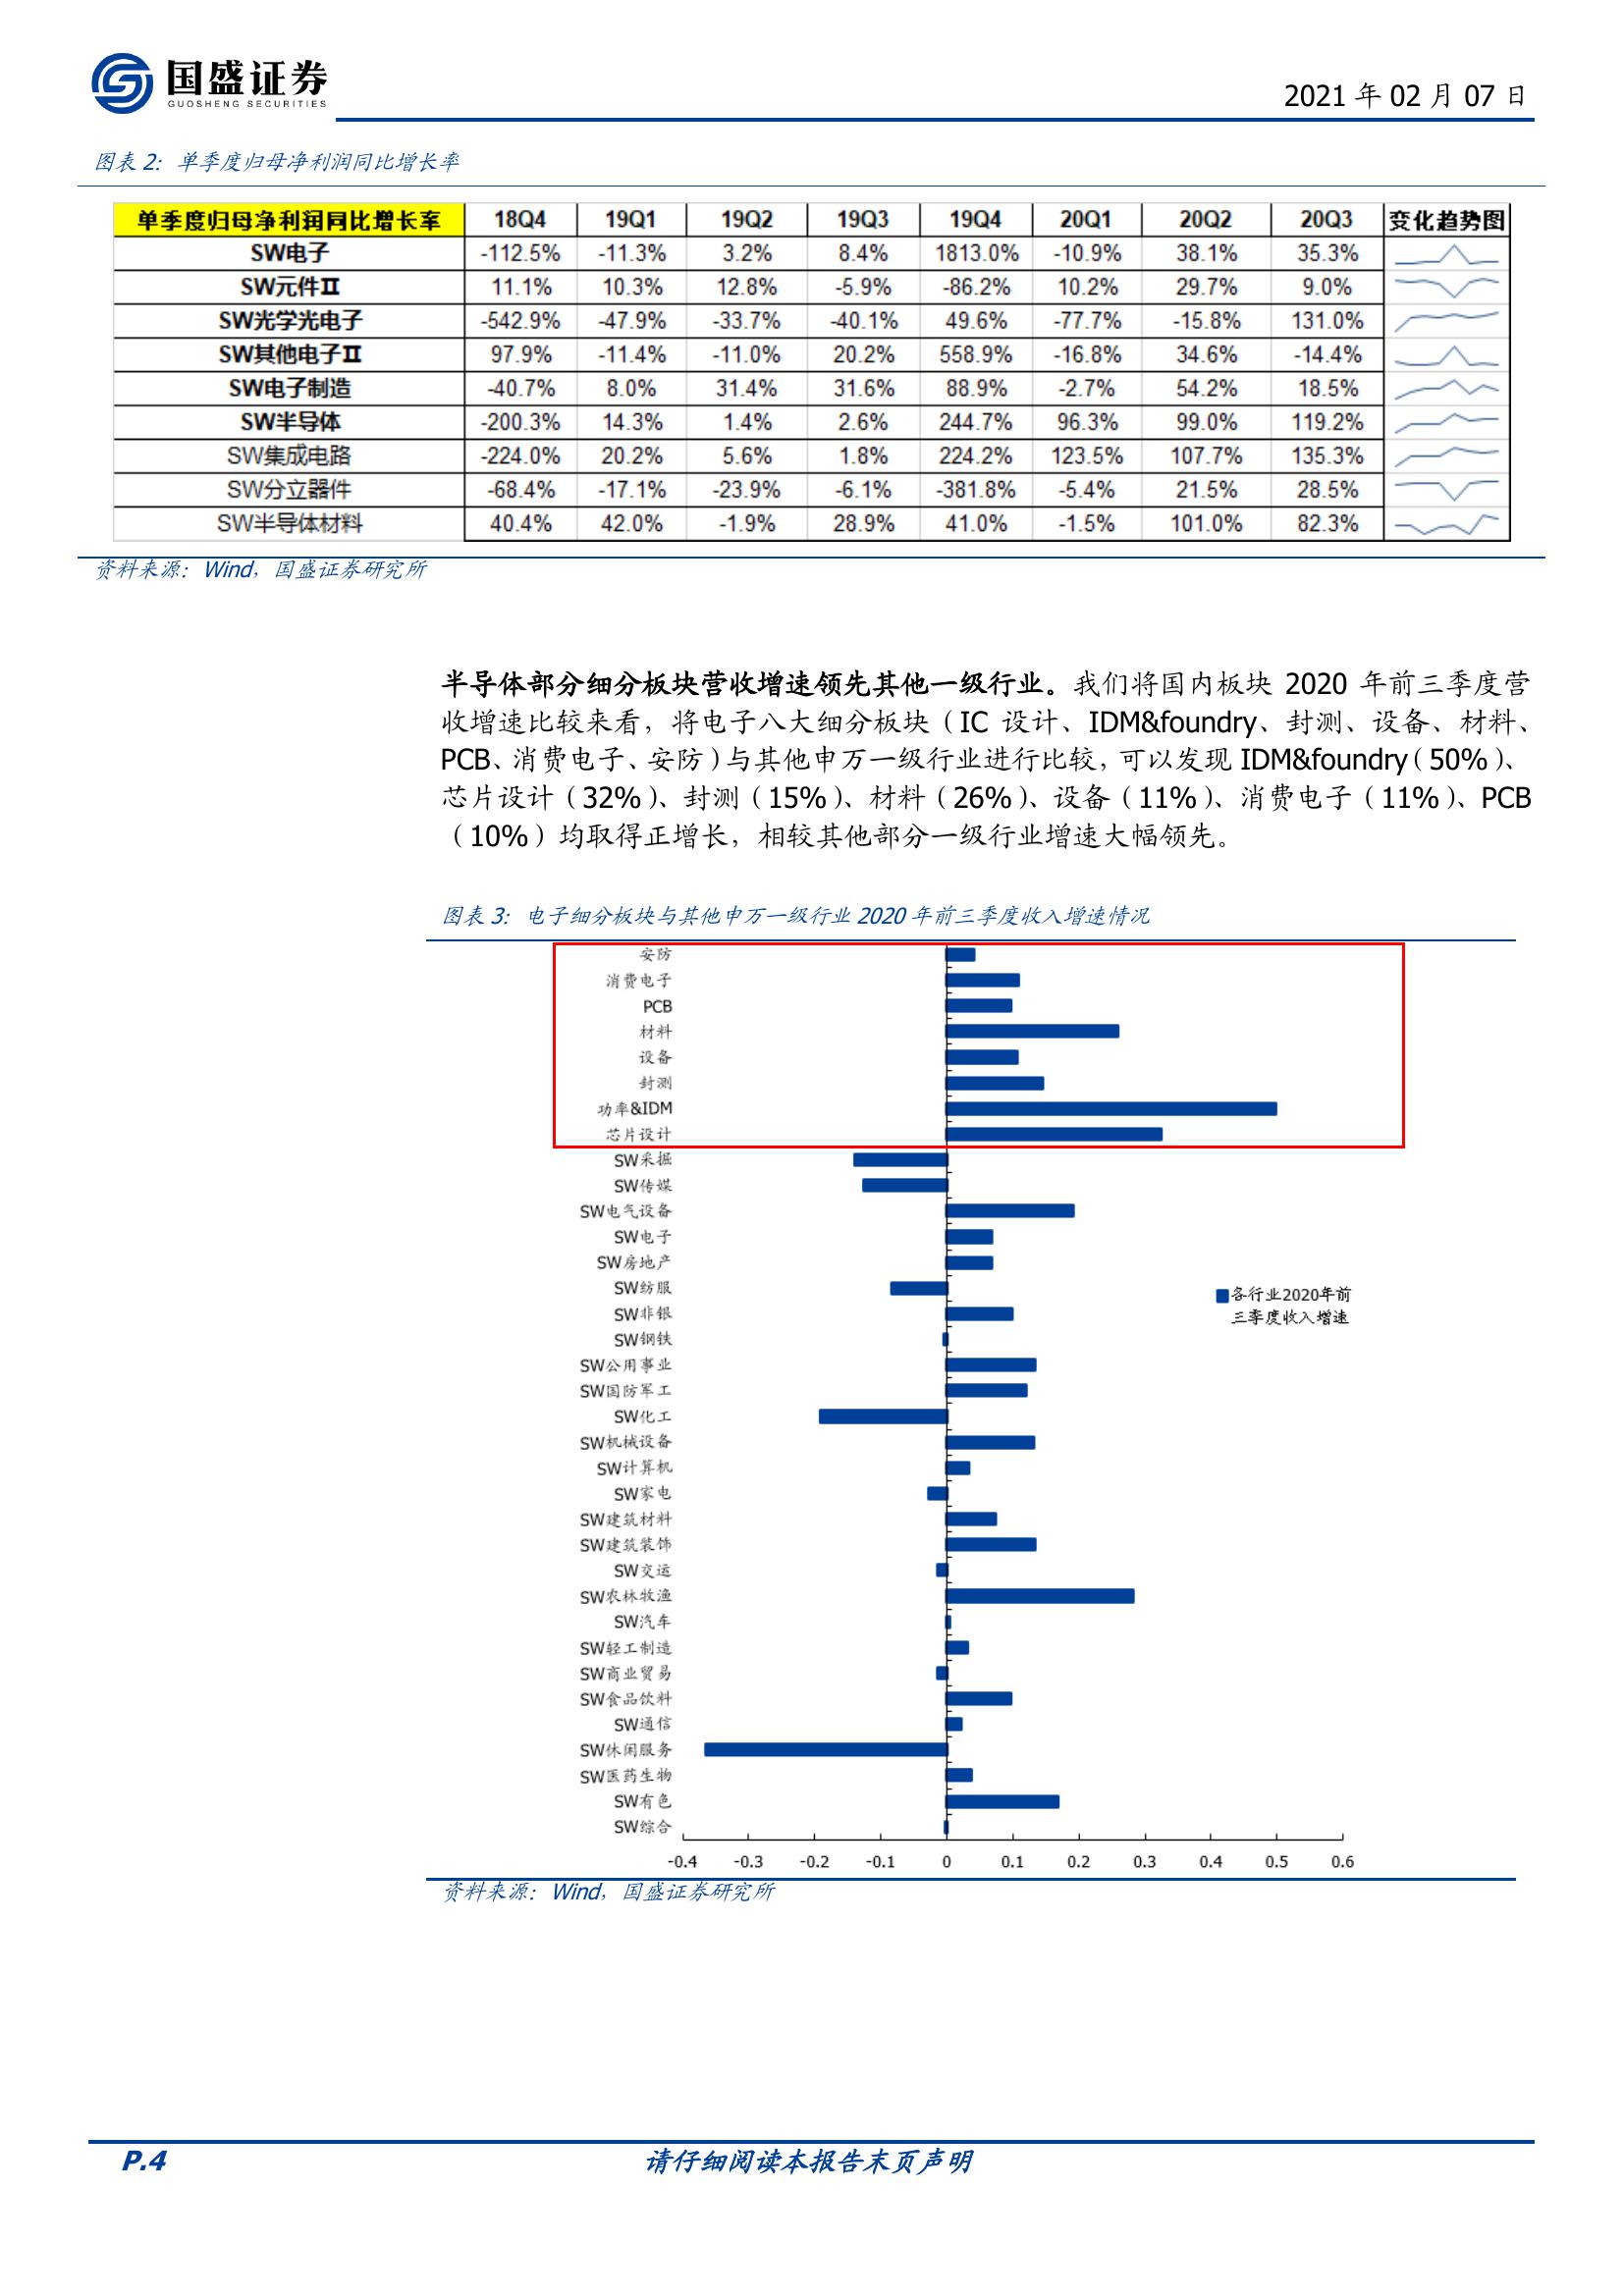 国盛证券
GUOSHENG SECURITIES
2021 年 02 月 07 日
图表 2：单季度归母净利润同比增长率
单季度归母净利润同比增长率 18Q4 19Q1 19Q2 19Q3 19Q4 20Q1 20Q2 20Q3 变化趋势图
SW电子 -112.5% -11.3% 3.2% 8.4% 1813.0% -10.9% 38.1% 35.3%
SW元件Ⅱ 11.1% 10.3% 12.8% -5.9% -86.2% 10.2% 29.7% 9.0%
SW光学光电子 -542.9% -47.9% -33.7% -40.1% 49.6% -77.7% -15.8% 131.0%
SW其他电子Ⅱ 97.9% -11.4% -11.0% 20.2% 558.9% -16.8% 34.6% -14.4%
SW电子制造 -40.7% 8.0% 31.4% 31.6% 88.9% -2.7% 54.2% 18.5%
SW半导体 -200.3% 14.3% 1.4% 2.6% 244.7% 96.3% 99.0% 119.2%
SW集成电路 -224.0% 20.2% 5.6% 1.8% 224.2% 123.5% 107.7% 135.3%
SW分立器件 -68.4% -17.1% -23.9% -6.1% -381.8% -5.4% 21.5% 28.5%
SW半导体材料 40.4% 42.0% -1.9% 28.9% 41.0% -1.5% 101.0% 82.3%
资料来源：Wind，国盛证券研究所
半导体部分细分板块营收增速领先其他一级行业。我们将国内板块 2020 年前三季度营
收增速比较来看，将电子八大细分板块（IC 设计、IDM&foundry、封测、设备、材料、
PCB、消费电子、安防）与其他申万一级行业进行比较，可以发现 IDM&foundry（50%）、
芯片设计（32%）、封测（15%）、材料（26%）、设备（11%）、消费电子（11%）、PCB
（10%）均取得正增长，相较其他部分一级行业增速大幅领先。
图表 3：电子细分板块与其他申万一级行业 2020 年前三季度收入增速情况
安防
消费电子
PCB
材料
设备
封测
功率&IDM
芯片设计
SW采掘
SW传媒
SW电气设备
SW电子
SW房地产
SW纺服
SW非银
SW钢铁
SW公用事业
SW国防军工
SW化工
SW机械设备
SW计算机
SW家电
SW建筑材料
SW建筑装饰
SW交运
SW农林牧渔
SW汽车
SW轻工制造
SW商业贸易
SW食品饮料
SW通信
SW休闲服务
SW医药生物
SW有色
SW综合
各行业2020年前
三季度收入增速
-0.4 -0.3 -0.2 -0.1 0 0.1 0.2 0.3 0.4 0.5 0.6
资料来源：Wind，国盛证券研究所
P.4 请仔细阅读本报告末页声明